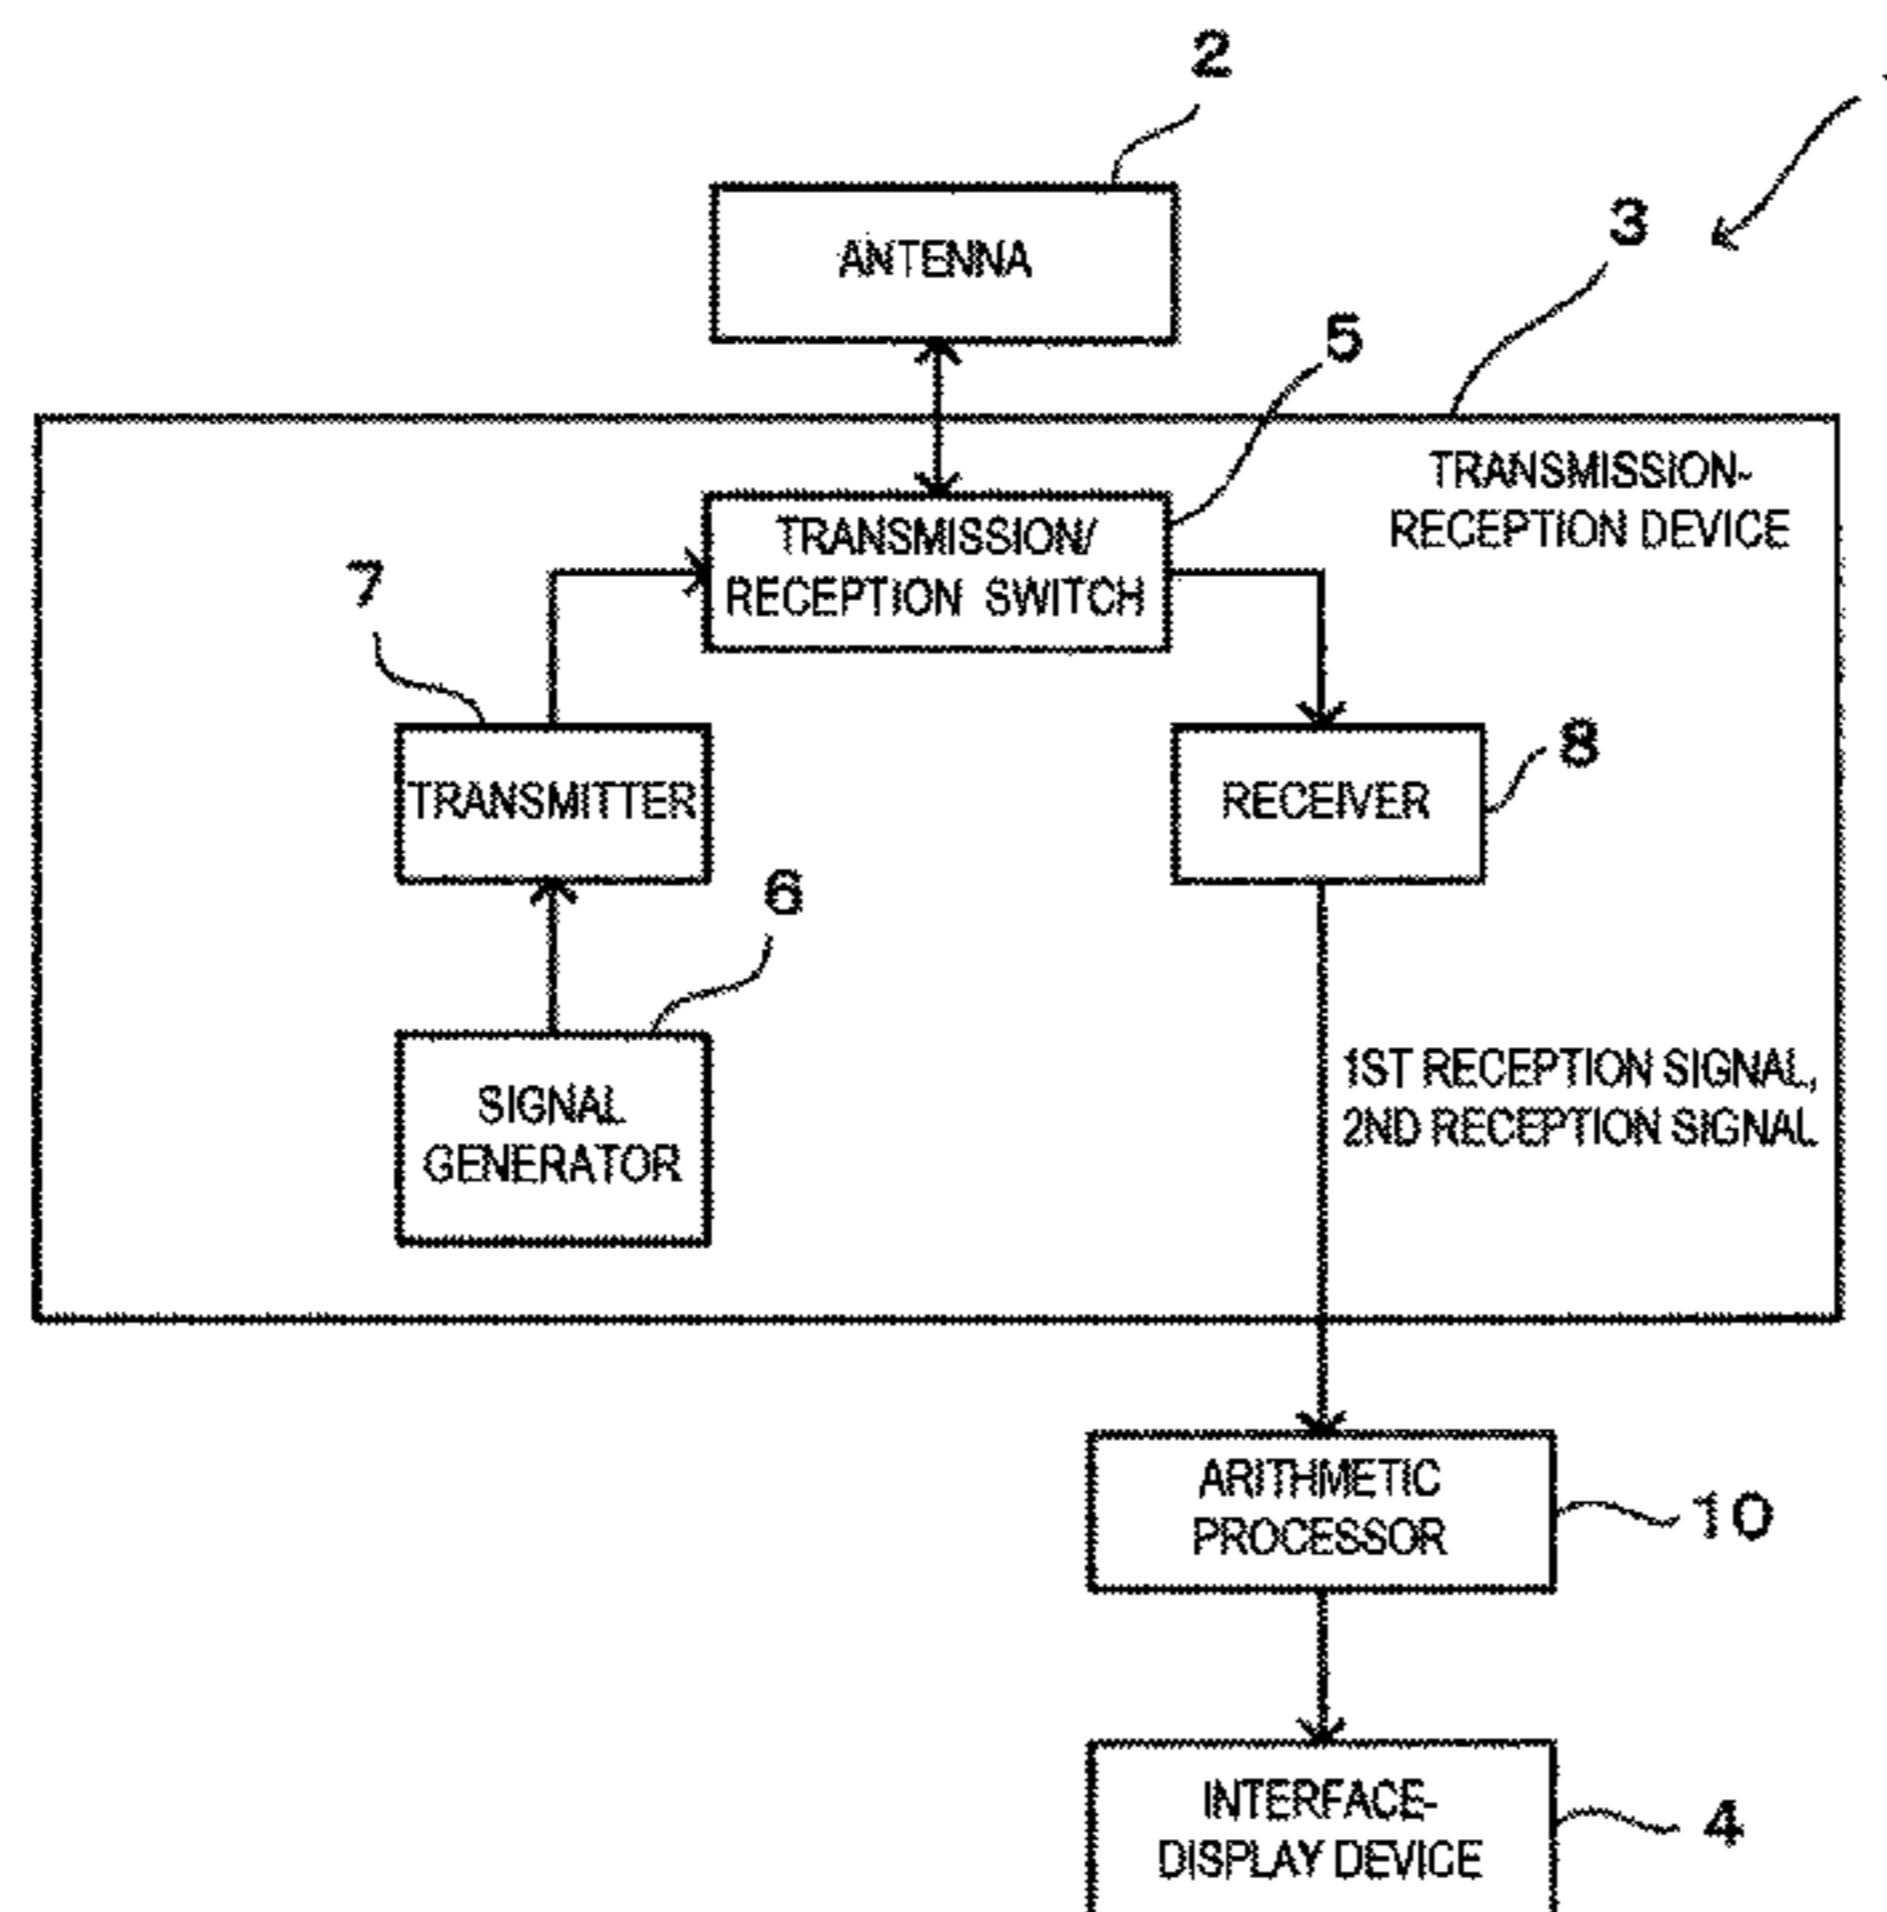 2
3
ANTENNA
5
TRANSMISSION-
RECEPTION DEVICE
TRANSMISSION/
RECEPTION SWITCH
7
TRANSMITTER
RECEIVER
8
6
SIGNAL
GENERATOR
1ST RECEPTION SIGNAL,
2ND RECEPTION SIGNAL
ARITHMETIC
PROCESSOR
10
INTERFACE-
DISPLAY DEVICE
4